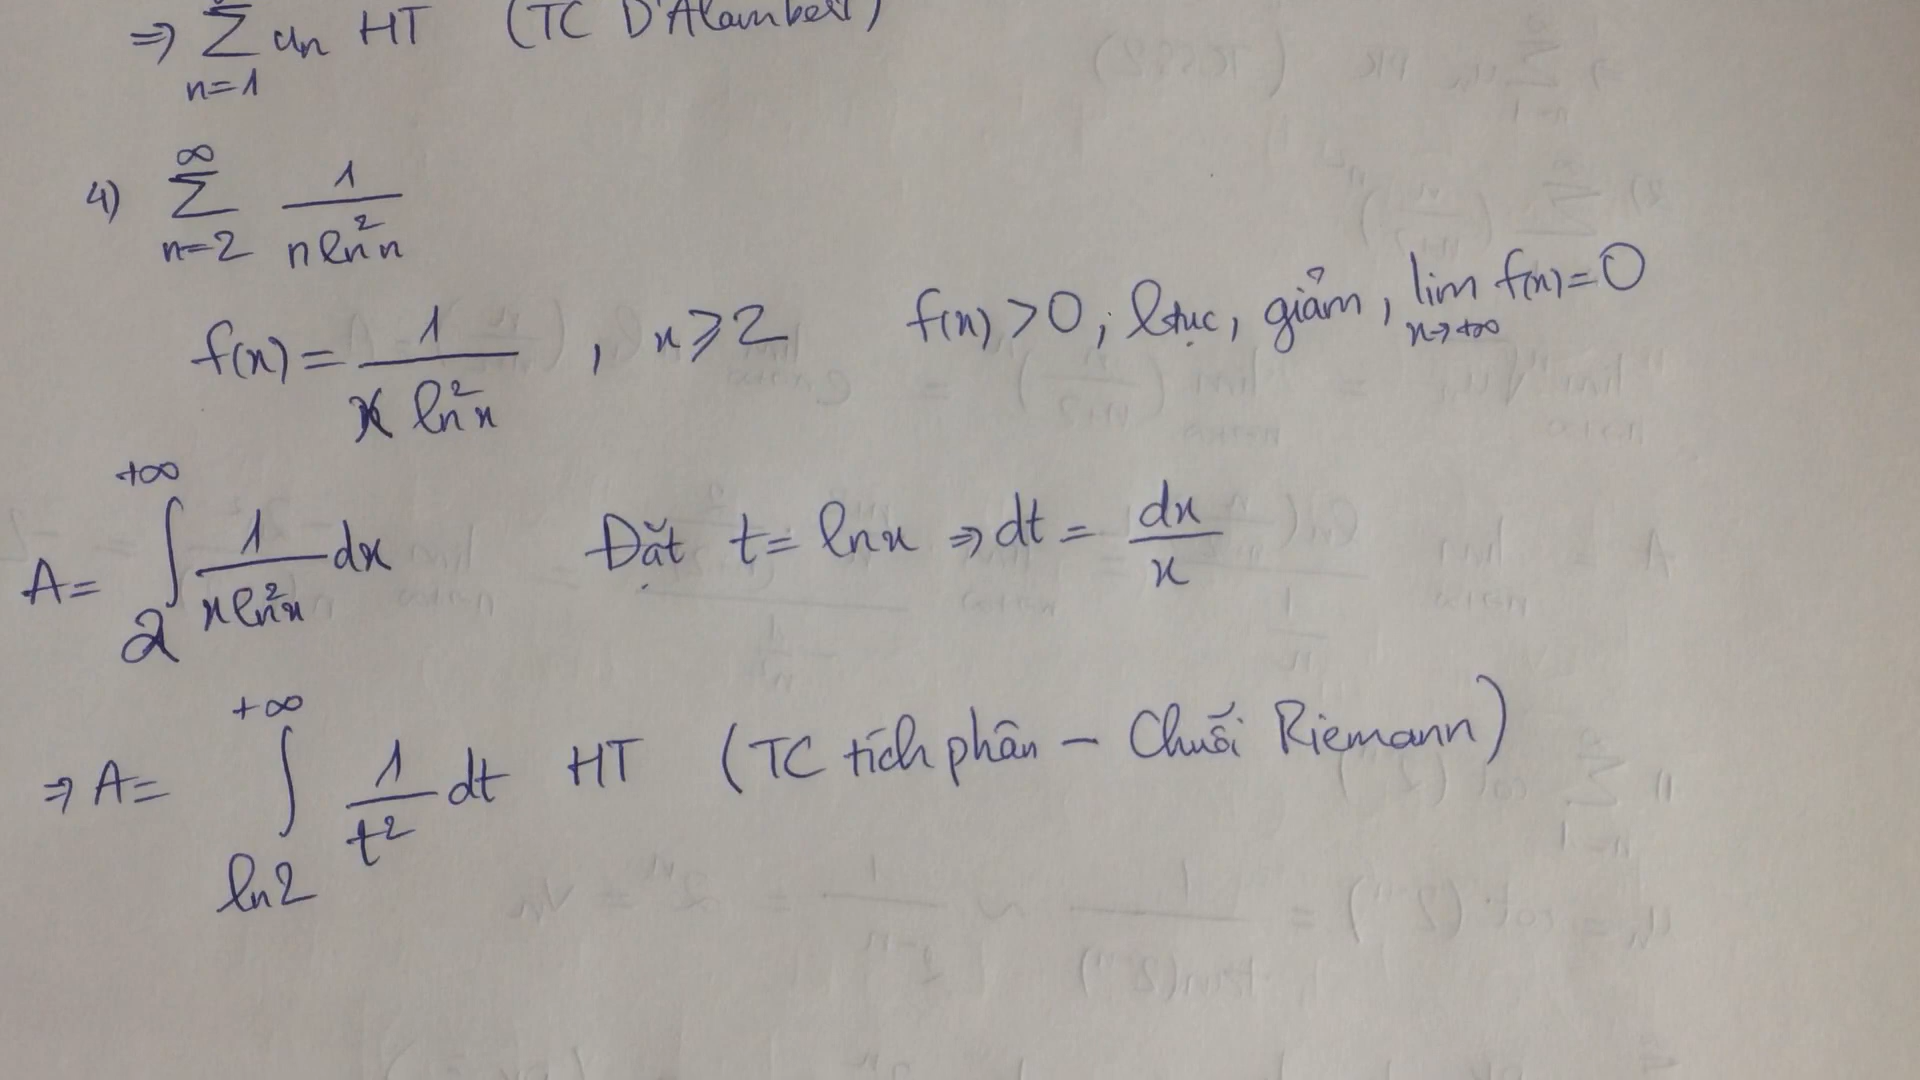 ⇒ Σ_{n=1} u_n HT (TC D'Alambert)
4) Σ_{n=2}^{∞} 1/(n ln²n)
f(x) = 1/(x ln²x) , x ≥ 2 f(x) > 0, ltục, giảm, lim_{x→+∞} f(x) = 0
A = ∫_{2}^{+∞} 1/(x ln²x) dx Đặt t = ln x ⇒ dt = dx/x
⇒ A = ∫_{ln2}^{+∞} 1/t² dt HT (TC tích phân – Chuỗi Riemann)